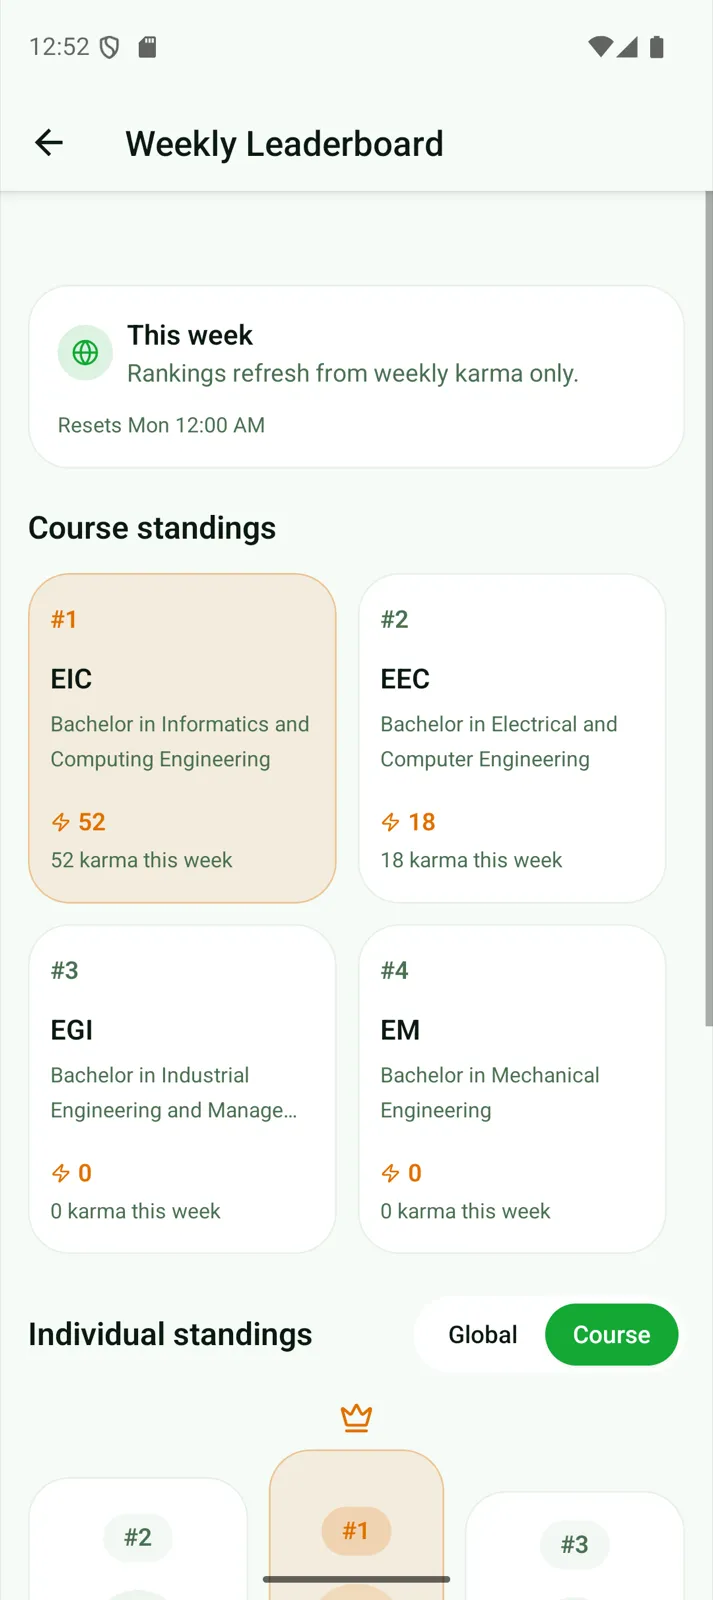 12:52
Weekly Leaderboard
This week
Rankings refresh from weekly karma only.
Resets Mon 12:00 AM
Course standings
#1
EIC
Bachelor in Informatics and
Computing Engineering
52
52 karma this week
#2
EEC
Bachelor in Electrical and
Computer Engineering
18
18 karma this week
#3
EGI
Bachelor in Industrial
Engineering and Manage...
0
0 karma this week
#4
EM
Bachelor in Mechanical
Engineering
0
0 karma this week
Individual standings
Global
Course
#2
#1
#3